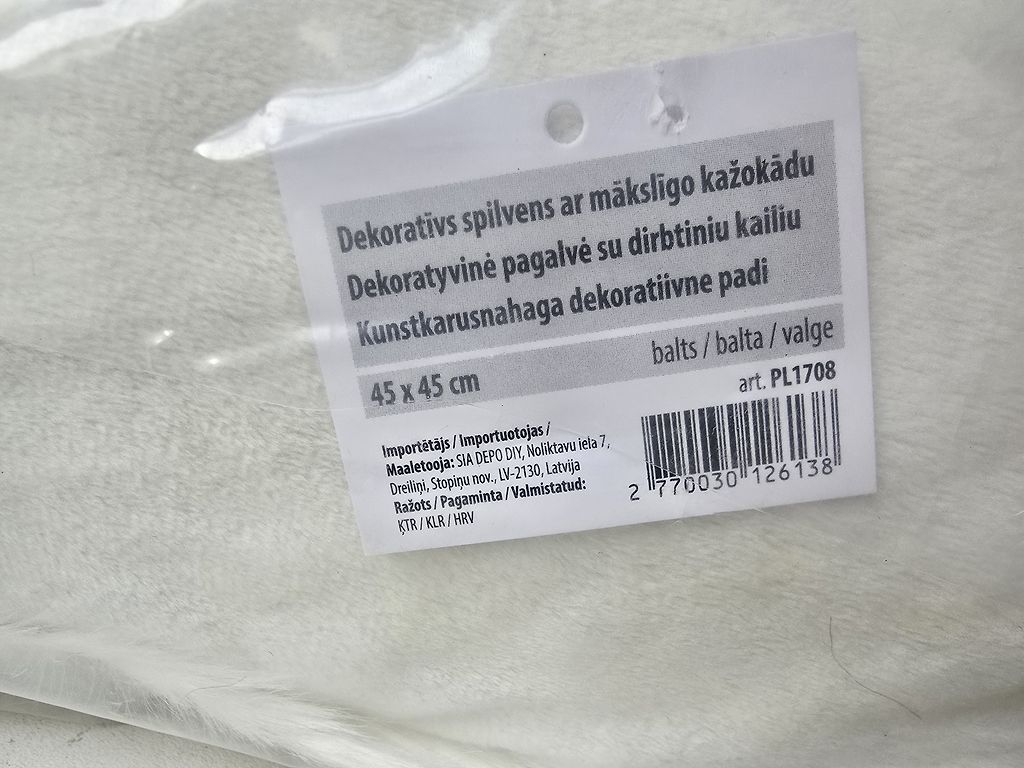 Dekoratīvs spilvens ar mākslīgo kažokādu
Dekoratyvinė pagalvė su dirbtiniu kailiu
Kunstkarusnahaga dekoratiivne padi
45 x 45 cm
balts / balta / valge
art. PL1708
Importētājs / Importuotojas /
Maaletooja: SIA DEPO DIY, Noliktavu iela 7,
Dreiliņi, Stopiņu nov., LV-2130, Latvija
Ražots / Pagaminta / Valmistatud:
ĶTR / KLR / HRV
2 770030 126138